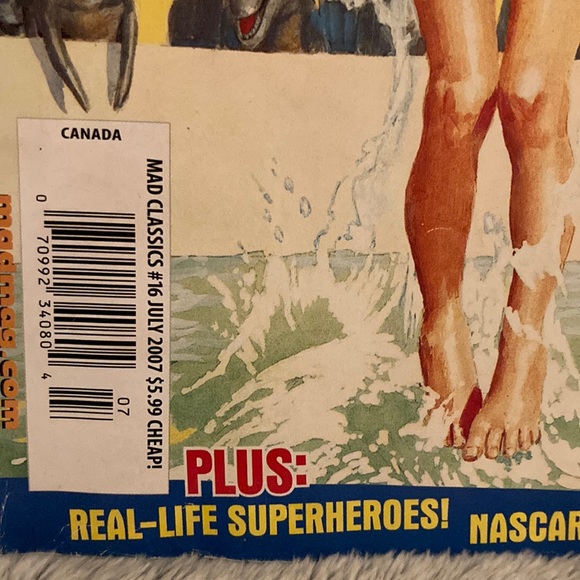 CANADA
MAD CLASSICS #16 JULY 2007 $5.99 CHEAP!
0 70992 34080 4
07
madmag.com
PLUS:
REAL-LIFE SUPERHEROES! NASCAR